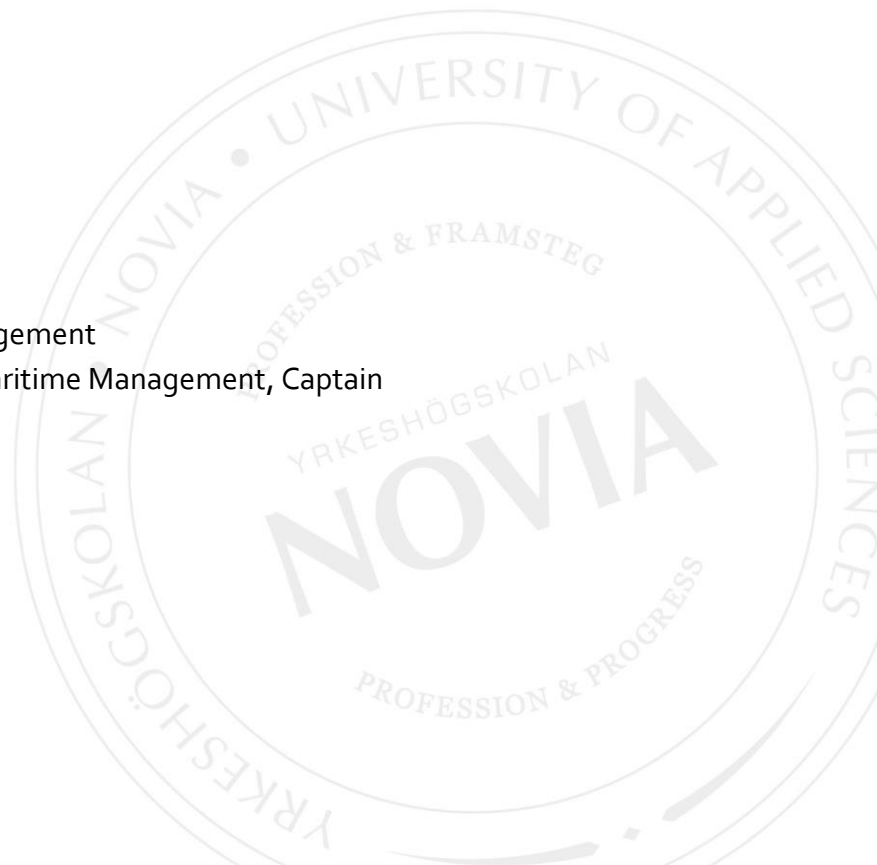 UNIVERSITY OF APPLIED SCIENCES
YRKESHÖGSKOLAN • NOVIA •
PROFESSION & FRAMSTEG
gement
ritime Management, Captain
YRKESHÖGSKOLAN
NOVIA
PROFESSION & PROGRESS